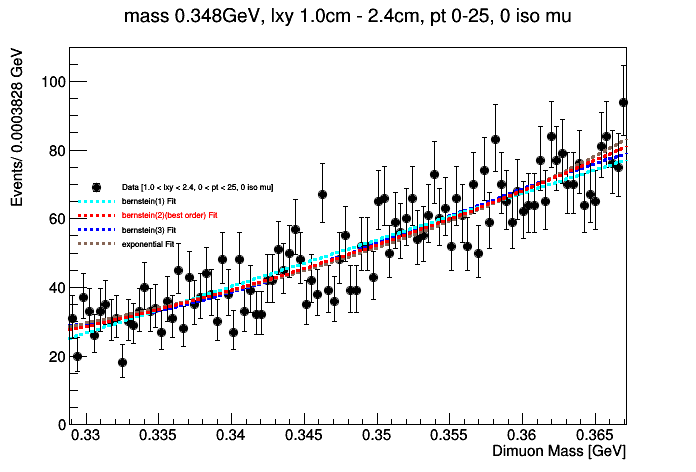 mass 0.348GeV, lxy 1.0cm - 2.4cm, pt 0-25, 0 iso mu
Events/ 0.0003828 GeV
100
80
60
40
20
0
Data [1.0 < lxy < 2.4, 0 < pt < 25, 0 iso mu]
bernstein(1) Fit
bernstein(2)(best order) Fit
bernstein(3) Fit
exponential Fit
0.33 0.335 0.34 0.345 0.35 0.355 0.36 0.365
Dimuon Mass [GeV]